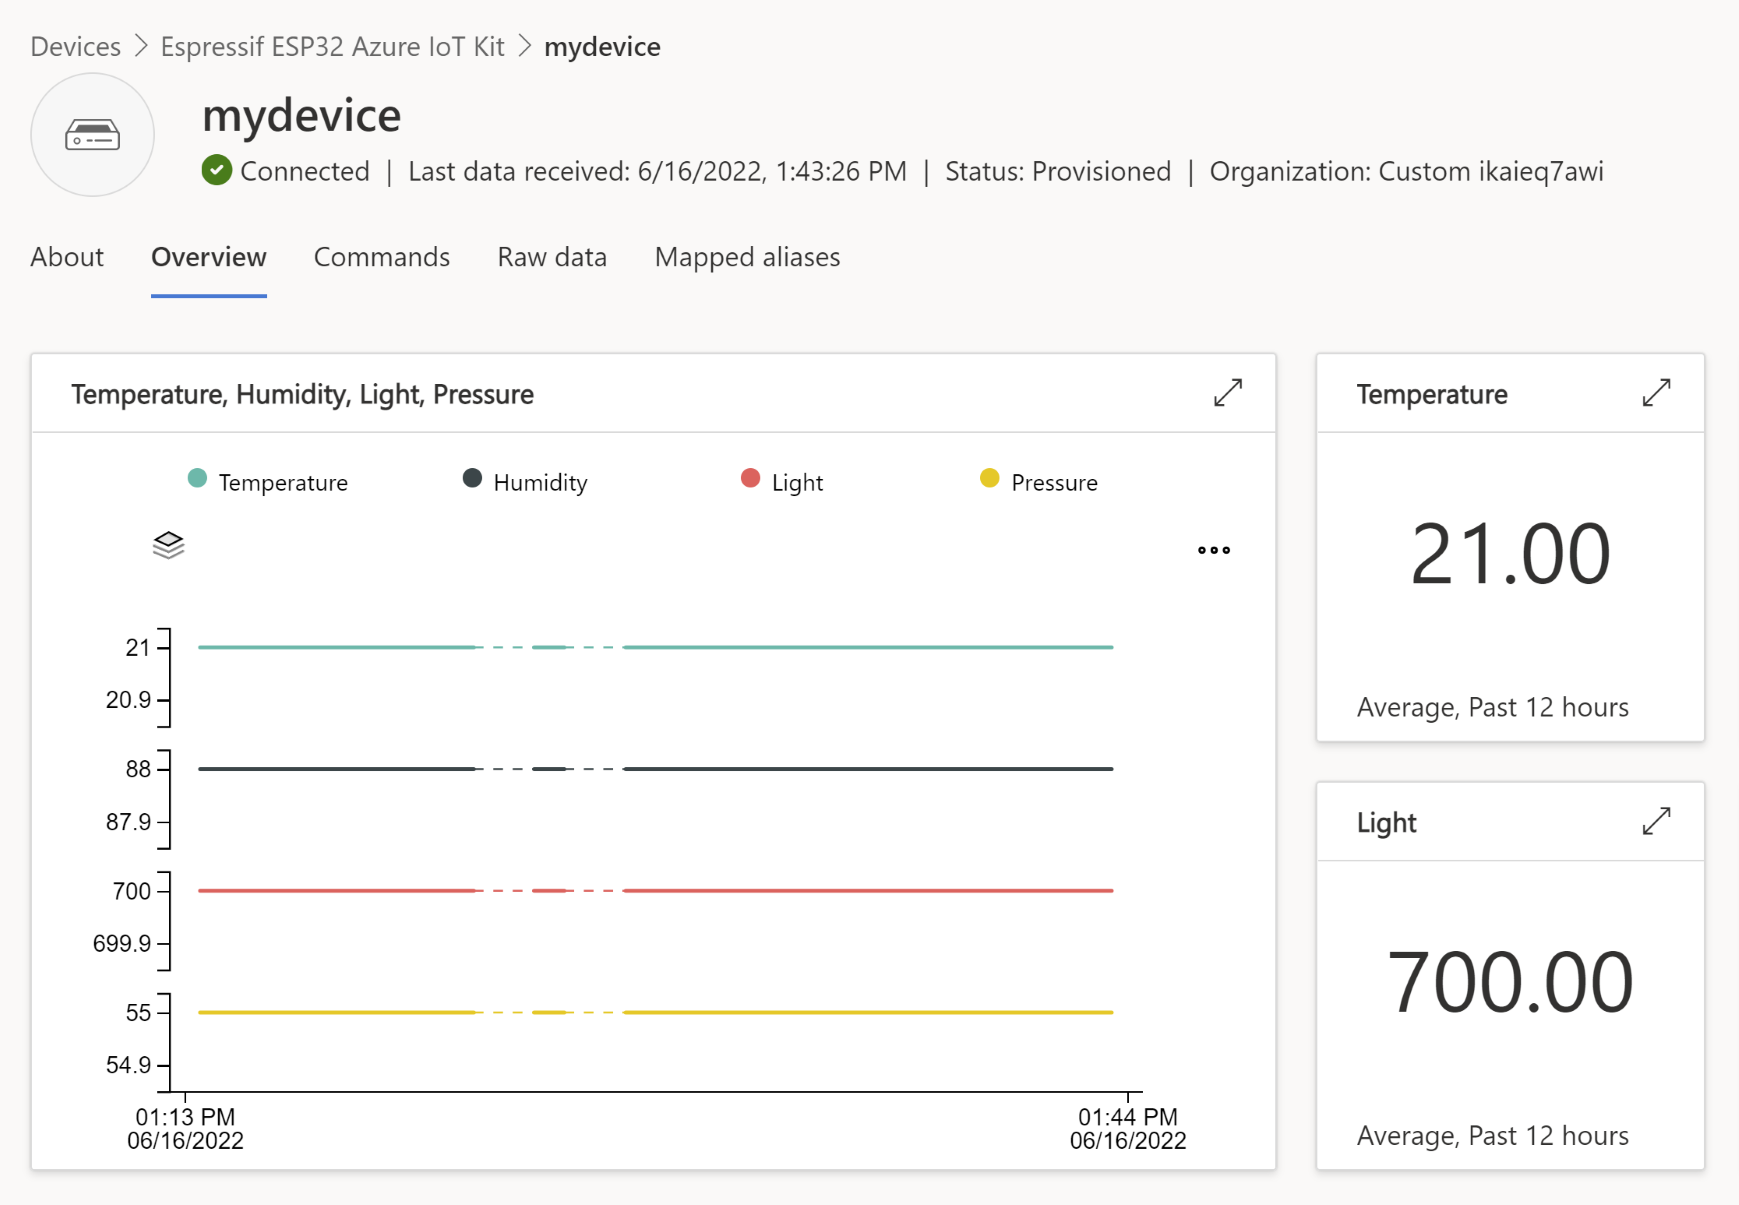 Devices > Espressif ESP32 Azure IoT Kit > mydevice
mydevice
Connected | Last data received: 6/16/2022, 1:43:26 PM | Status: Provisioned | Organization: Custom ikaieq7awi
About Overview Commands Raw data Mapped aliases
Temperature, Humidity, Light, Pressure
Temperature Humidity Light Pressure
21
20.9
88
87.9
700
699.9
55
54.9
01:13 PM 01:44 PM
06/16/2022 06/16/2022
Temperature
21.00
Average, Past 12 hours
Light
700.00
Average, Past 12 hours